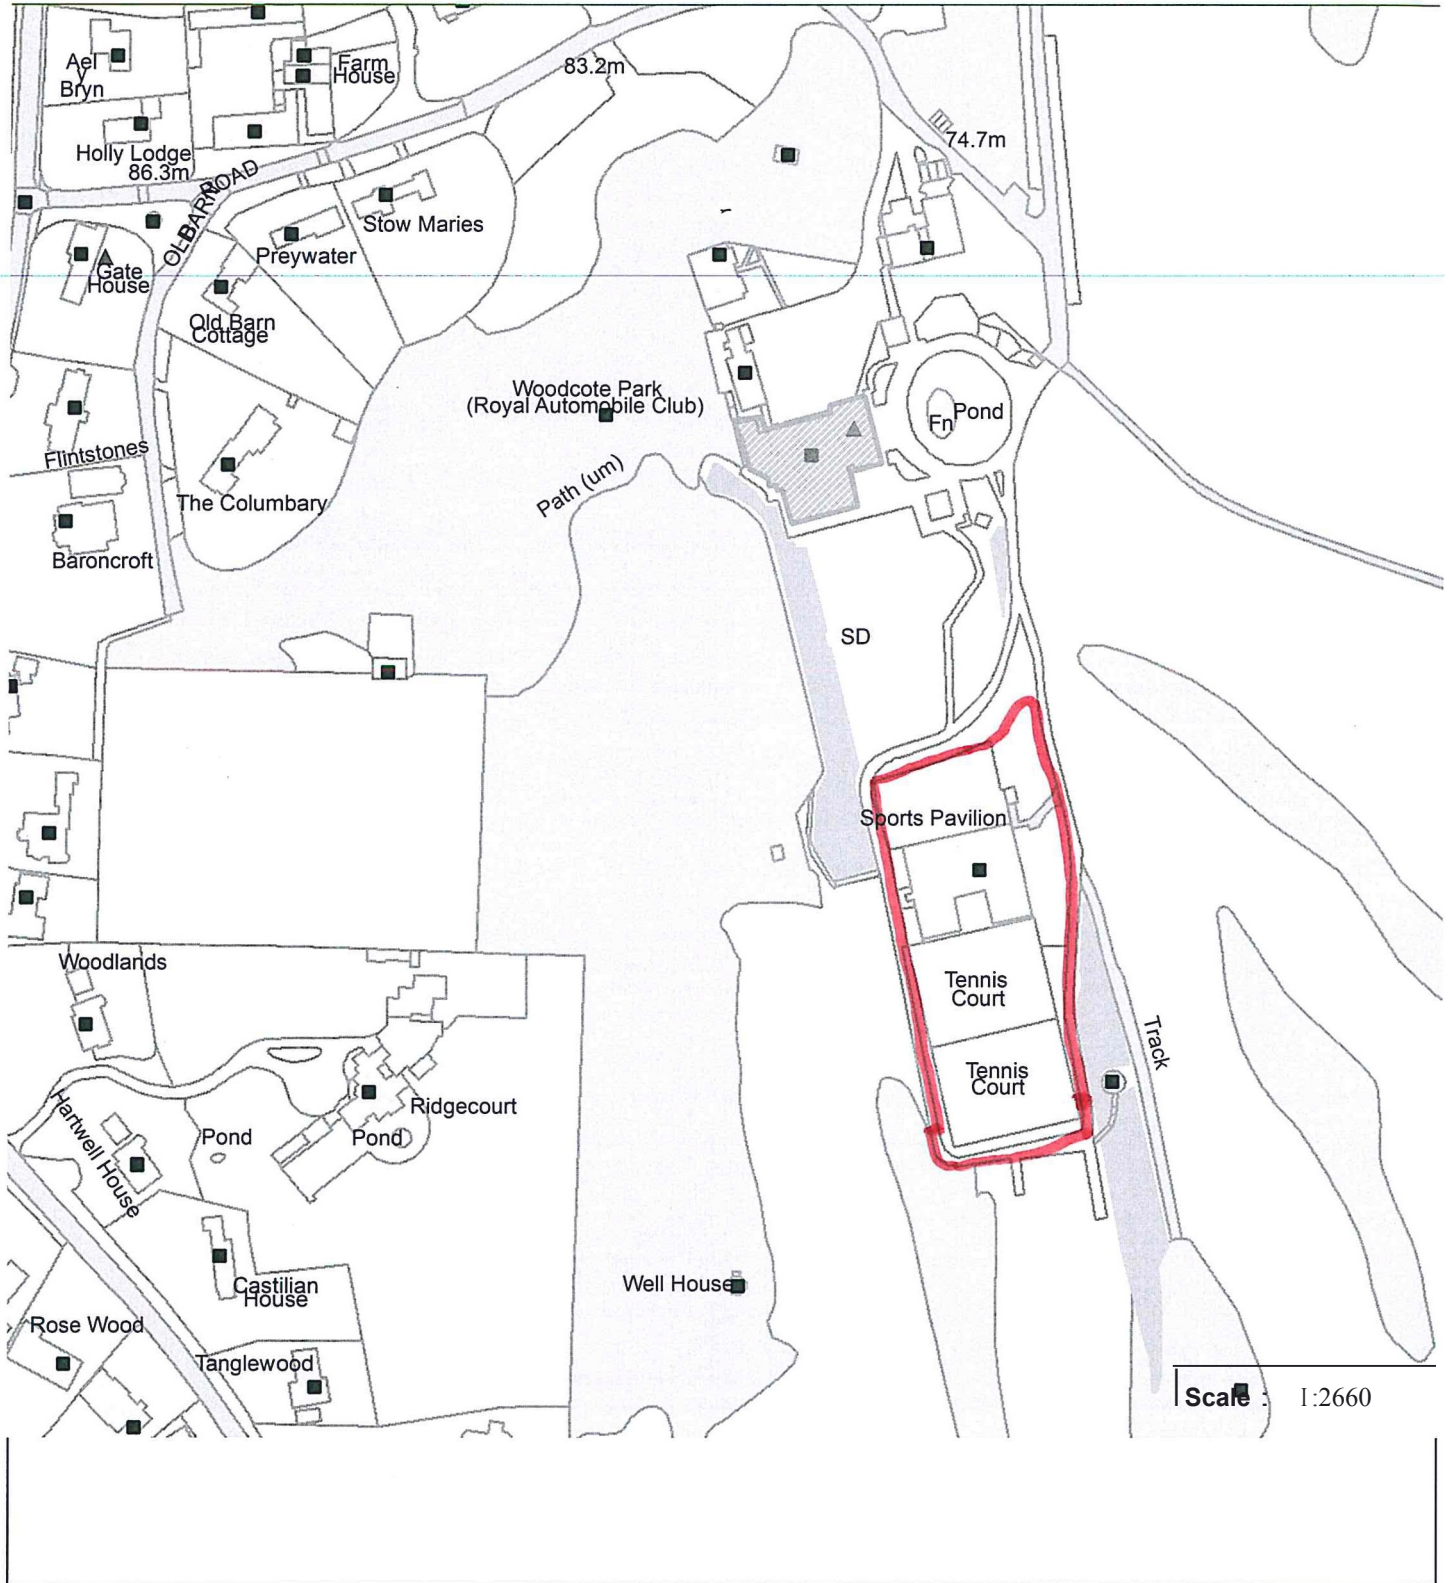 83.2m
Ael
y
Bryn
Farm
House
74.7m
Holly Lodge
86.3m
OLD BARN ROAD
Stow Maries
Preywater
Gate
House
Old Barn
Cottage
Woodcote Park
(Royal Automobile Club)
Pond
Fn
Flintstones
Path (um)
The Columbary
Baroncroft
SD
Sports Pavilion
Woodlands
Tennis
Court
Track
Tennis
Court
Ridgecourt
Hartwell House
Pond
Pond
Castilian
House
Well House
Rose Wood
Tanglewood
Scale : 1:2660